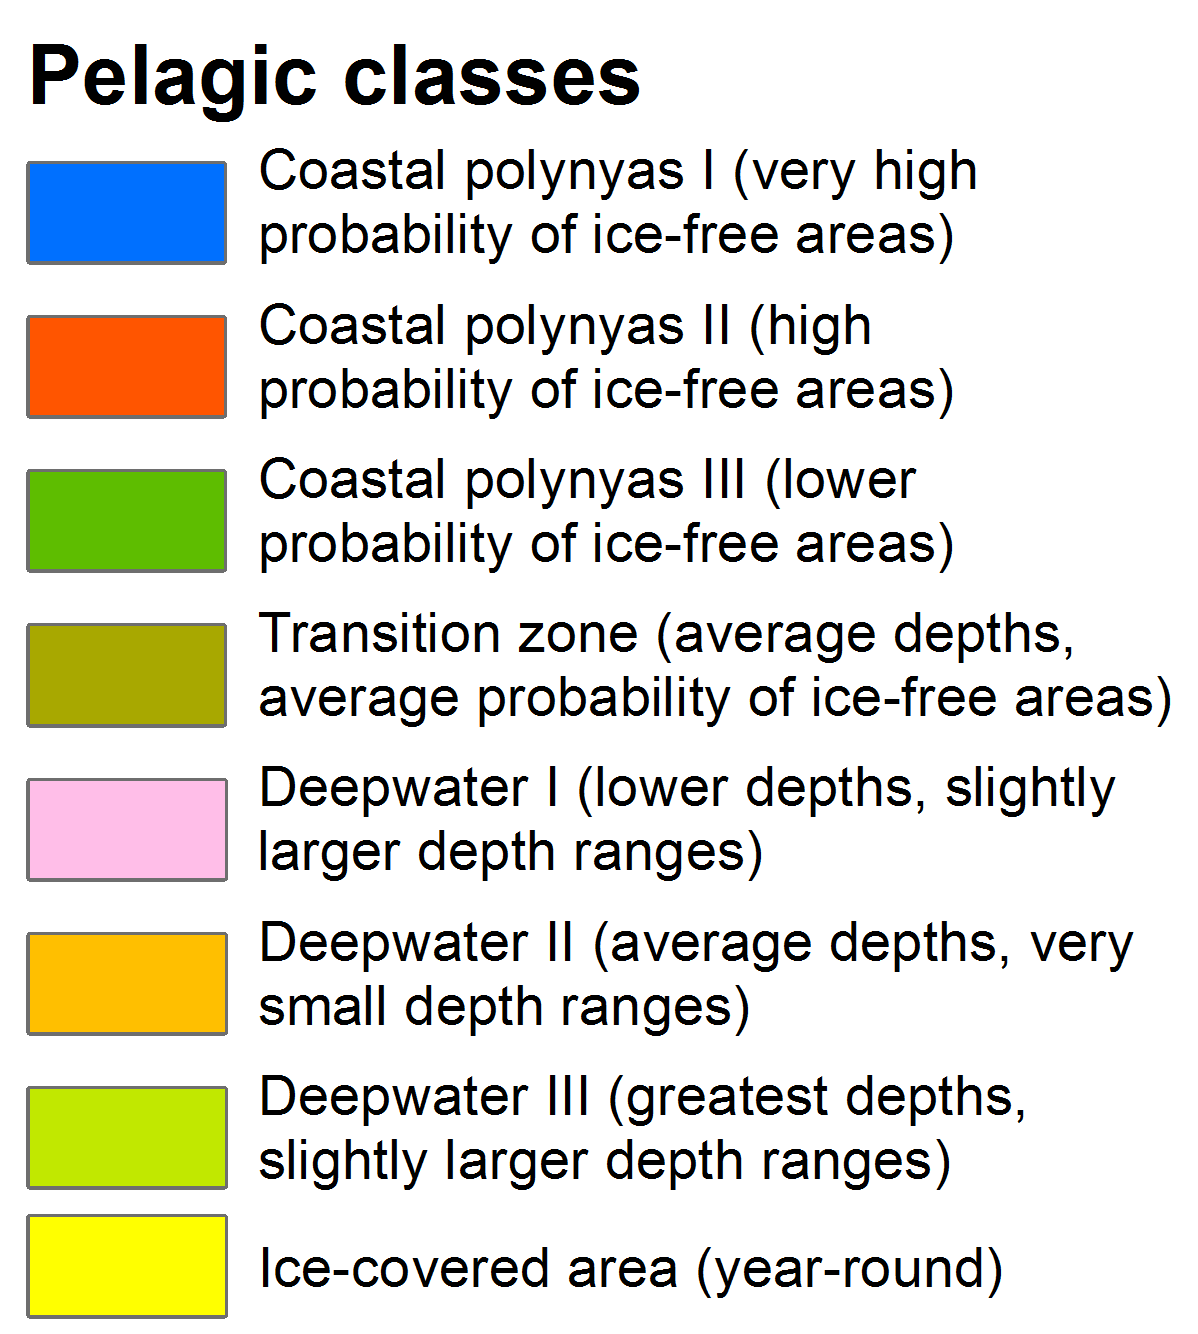 Pelagic classes
Coastal polynyas I (very high
probability of ice-free areas)
Coastal polynyas II (high
probability of ice-free areas)
Coastal polynyas III (lower
probability of ice-free areas)
Transition zone (average depths,
average probability of ice-free areas)
Deepwater I (lower depths, slightly
larger depth ranges)
Deepwater II (average depths, very
small depth ranges)
Deepwater III (greatest depths,
slightly larger depth ranges)
Ice-covered area (year-round)